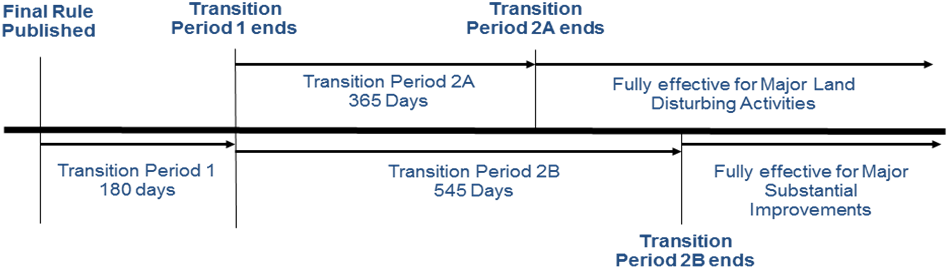 Final Rule
Published
Transition
Period 1 ends
Transition
Period 2A ends
Transition Period 2A
365 Days
Fully effective for Major Land
Disturbing Activities
Transition Period 1
180 days
Transition Period 2B
545 Days
Fully effective for Major
Substantial
Improvements
Transition
Period 2B ends